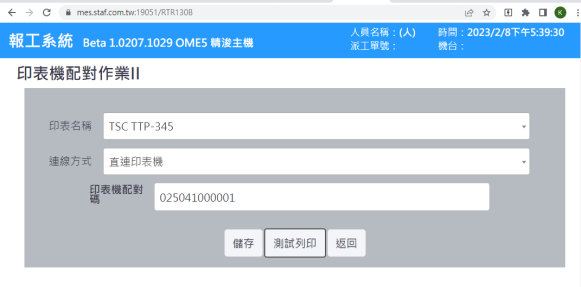 mes.staf.com.tw:19051/RTR130B
報工系統 Beta 1.0207.1029 OME5 精浚主機
人員名稱：(人) 時間：2023/2/8下午5:39:30
派工單號： 機台：
印表機配對作業II
印表名稱 TSC TTP-345
連線方式 直連印表機
印表機配對碼 025041000001
儲存 測試列印 返回